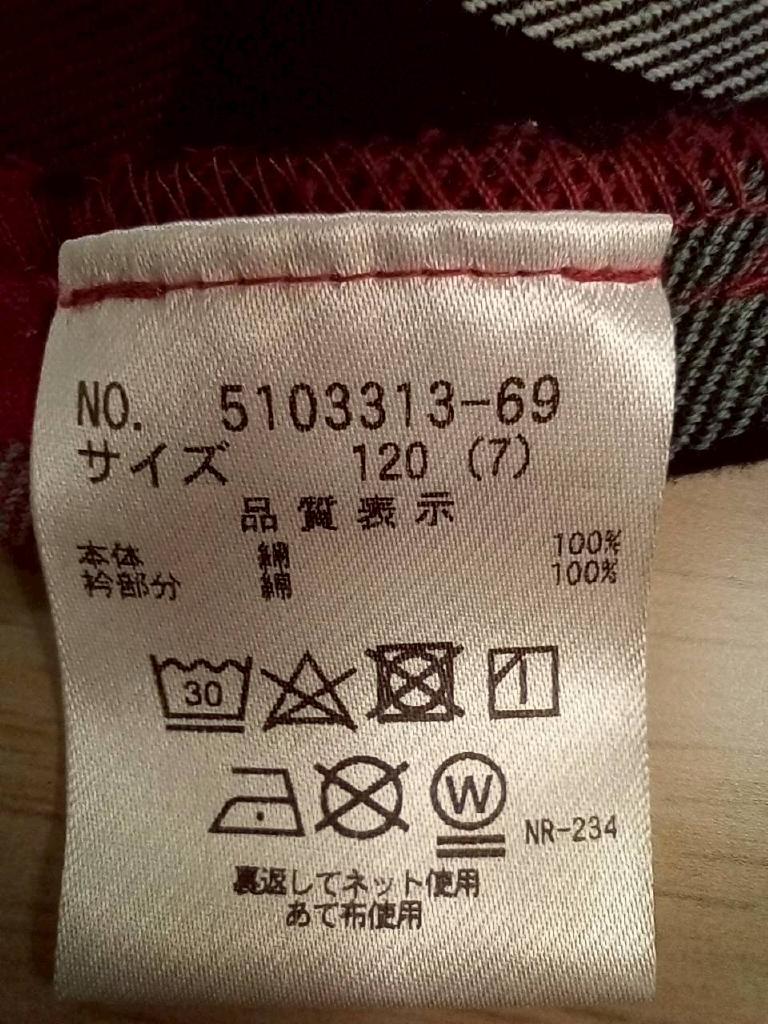 NO. 5103313-69
サイズ 120 (7)
品質表示
本体 綿 100%
衿部分 綿 100%
30
W
NR-234
裏返してネット使用
あて布使用